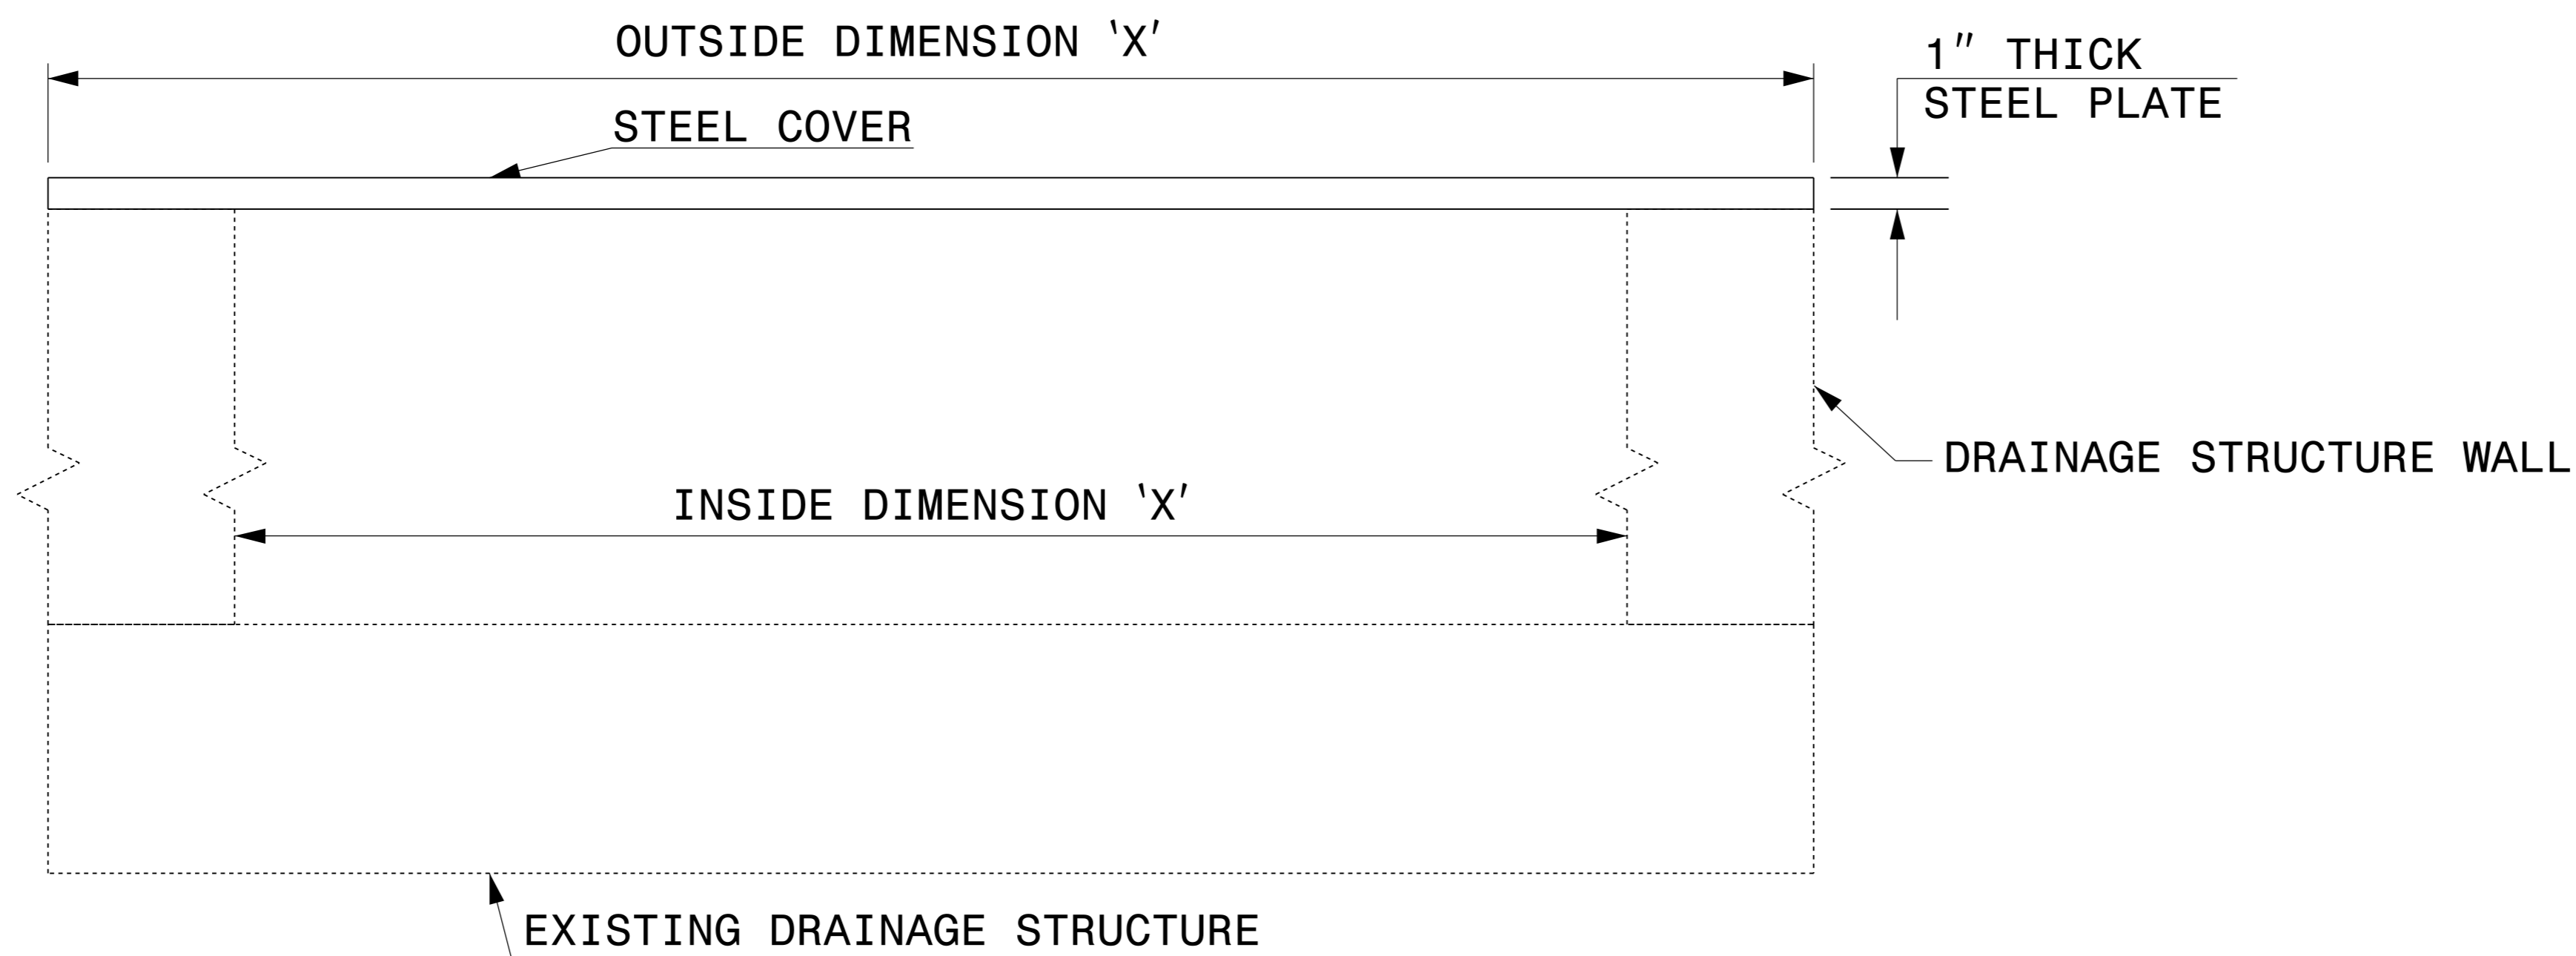 OUTSIDE DIMENSION 'X'
1" THICK
STEEL PLATE
STEEL COVER
DRAINAGE STRUCTURE WALL
INSIDE DIMENSION 'X'
EXISTING DRAINAGE STRUCTURE